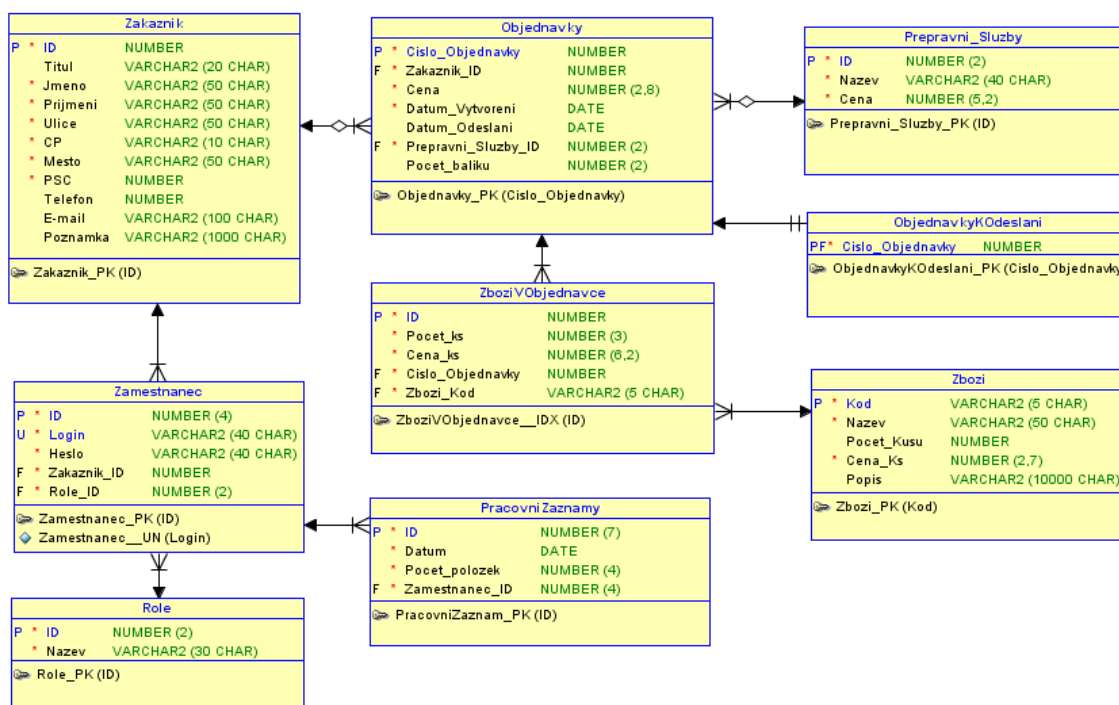 Zakaznik
P * ID NUMBER
Titul VARCHAR2 (20 CHAR)
* Jmeno VARCHAR2 (50 CHAR)
* Prijmeni VARCHAR2 (50 CHAR)
* Ulice VARCHAR2 (50 CHAR)
* CP VARCHAR2 (10 CHAR)
* Mesto VARCHAR2 (50 CHAR)
* PSC NUMBER
Telefon NUMBER
E-mail VARCHAR2 (100 CHAR)
Poznamka VARCHAR2 (1000 CHAR)
Zakaznik_PK (ID)
Objednavky
P * Cislo_Objednavky NUMBER
F * Zakaznik_ID NUMBER
* Cena NUMBER (2,8)
* Datum_Vytvoreni DATE
* Datum_Odeslani DATE
F * Prepravni_Sluzby_ID NUMBER (2)
Pocet_baliku NUMBER (2)
Objednavky_PK (Cislo_Objednavky)
Prepravni_Sluzby
P * ID NUMBER (2)
* Nazev VARCHAR2 (40 CHAR)
* Cena NUMBER (5,2)
Prepravni_Sluzby_PK (ID)
ObjednavkyKOdeslani
PF* Cislo_Objednavky NUMBER
ObjednavkyKOdeslani_PK (Cislo_Objednavky
ZboziVObjednavce
P * ID NUMBER
* Pocet_ks NUMBER (3)
* Cena_ks NUMBER (6,2)
F * Cislo_Objednavky NUMBER
F * Zbozi_Kod VARCHAR2 (5 CHAR)
ZboziVObjednavce__IDX (ID)
Zbozi
P * Kod VARCHAR2 (5 CHAR)
* Nazev VARCHAR2 (50 CHAR)
Pocet_Kusu NUMBER
* Cena_Ks NUMBER (2,7)
Popis VARCHAR2 (10000 CHAR)
Zbozi_PK (Kod)
Zamestnanec
P * ID NUMBER (4)
U * Login VARCHAR2 (40 CHAR)
* Heslo VARCHAR2 (40 CHAR)
F * Zakaznik_ID NUMBER
F * Role_ID NUMBER (2)
Zamestnanec_PK (ID)
Zamestnanec__UN (Login)
PracovniZaznamy
P * ID NUMBER (7)
* Datum DATE
* Pocet_polozek NUMBER (4)
F * Zamestnanec_ID NUMBER (4)
PracovniZaznam_PK (ID)
Role
P * ID NUMBER (2)
* Nazev VARCHAR2 (30 CHAR)
Role_PK (ID)